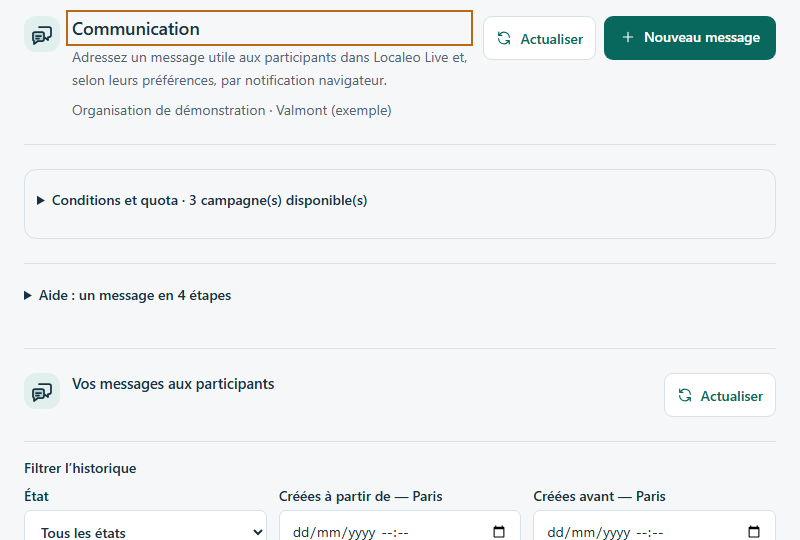 Communication
Adressez un message utile aux participants dans Localeo Live et,
selon leurs préférences, par notification navigateur.
Organisation de démonstration · Valmont (exemple)
Actualiser
+ Nouveau message
▶ Conditions et quota · 3 campagne(s) disponible(s)
▶ Aide : un message en 4 étapes
Vos messages aux participants
Actualiser
Filtrer l’historique
État
Créées à partir de — Paris
Créées avant — Paris
Tous les états
dd/mm/yyyy --:--
dd/mm/yyyy --:--